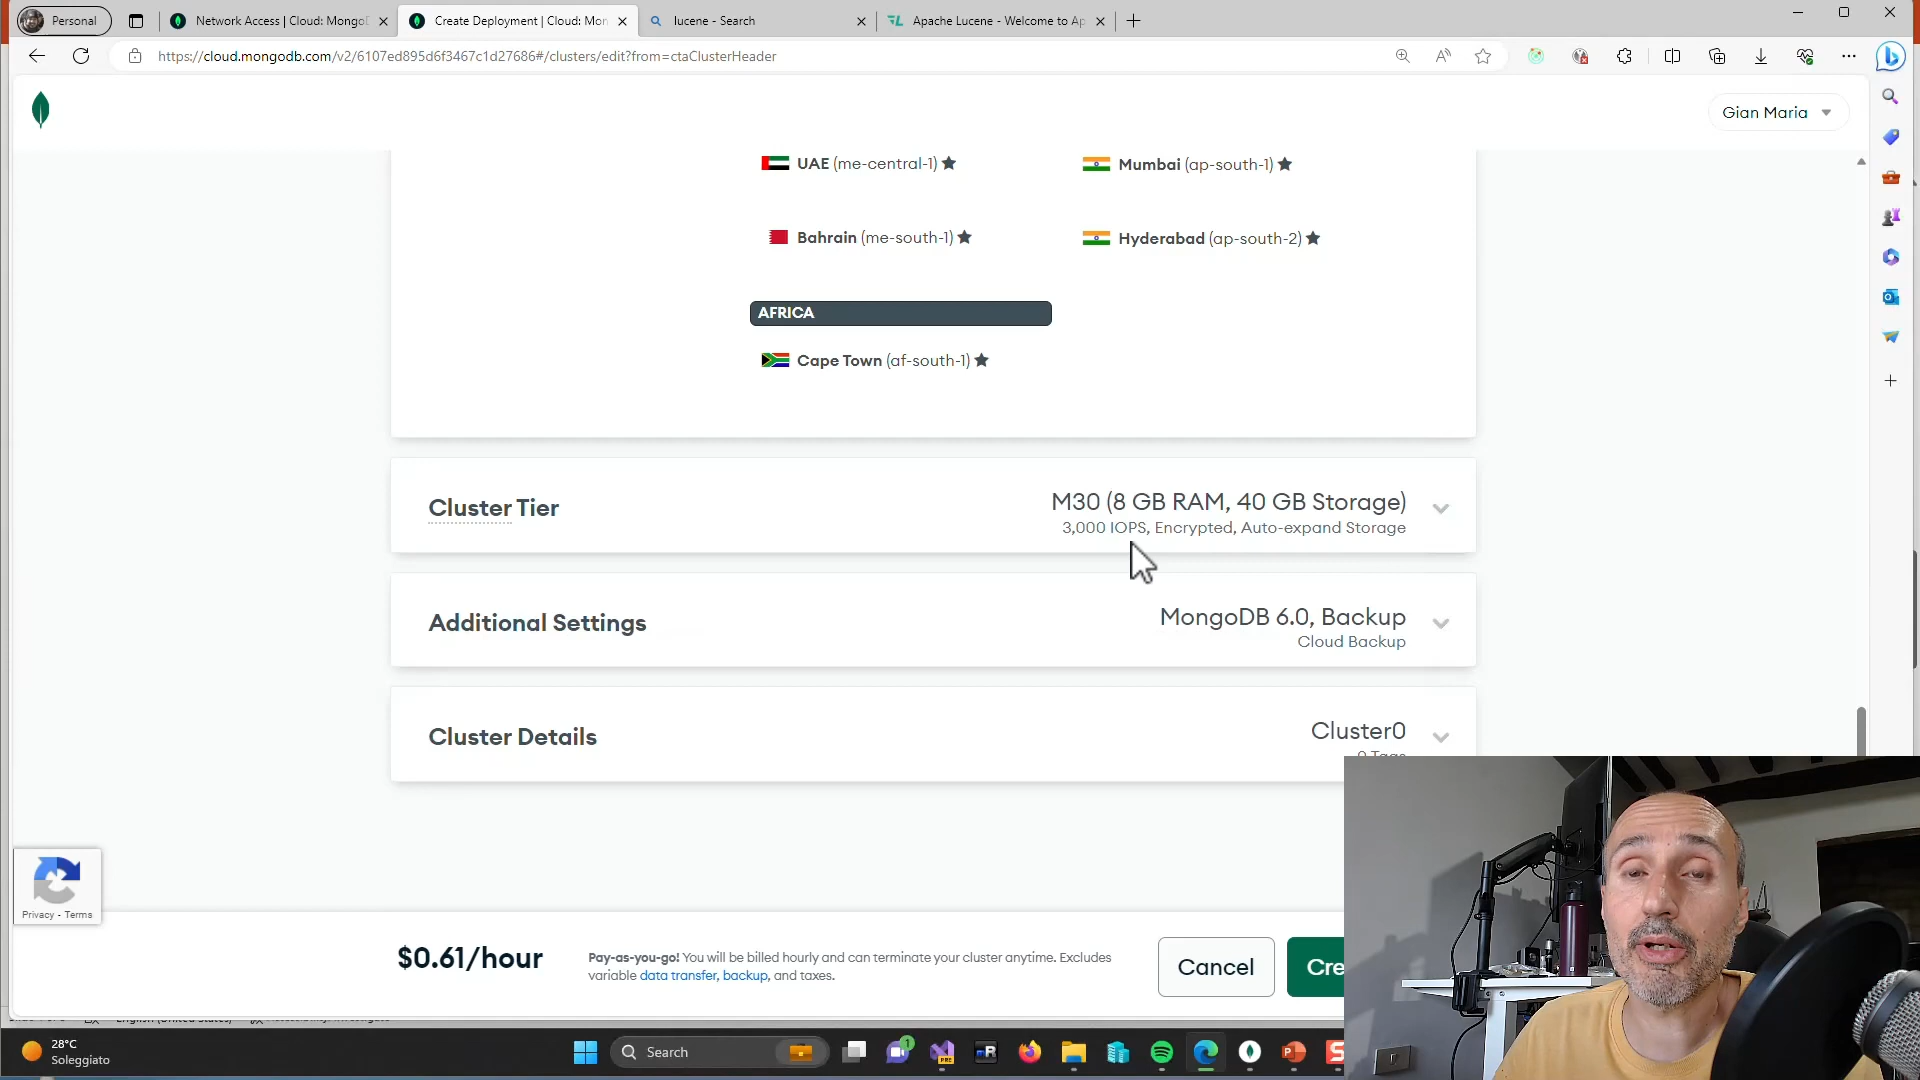 Personal
Network Access | Cloud: MongoD
Create Deployment | Cloud: Mon
lucene - Search
Apache Lucene - Welcome to Ap
https://cloud.mongodb.com/v2/6107ed895d6f3467c1d27686#/clusters/edit?from=ctaClusterHeader
Gian Maria
UAE (me-central-1)
Mumbai (ap-south-1)
Bahrain (me-south-1)
Hyderabad (ap-south-2)
AFRICA
Cape Town (af-south-1)
Cluster Tier
M30 (8 GB RAM, 40 GB Storage)
3,000 IOPS, Encrypted, Auto-expand Storage
Additional Settings
MongoDB 6.0, Backup
Cloud Backup
Cluster Details
Cluster0
0 Tags
Privacy - Terms
$0.61/hour
Pay-as-you-go! You will be billed hourly and can terminate your cluster anytime. Excludes
variable data transfer, backup, and taxes.
Cancel
Cre
28°C
Soleggiato
Search
1